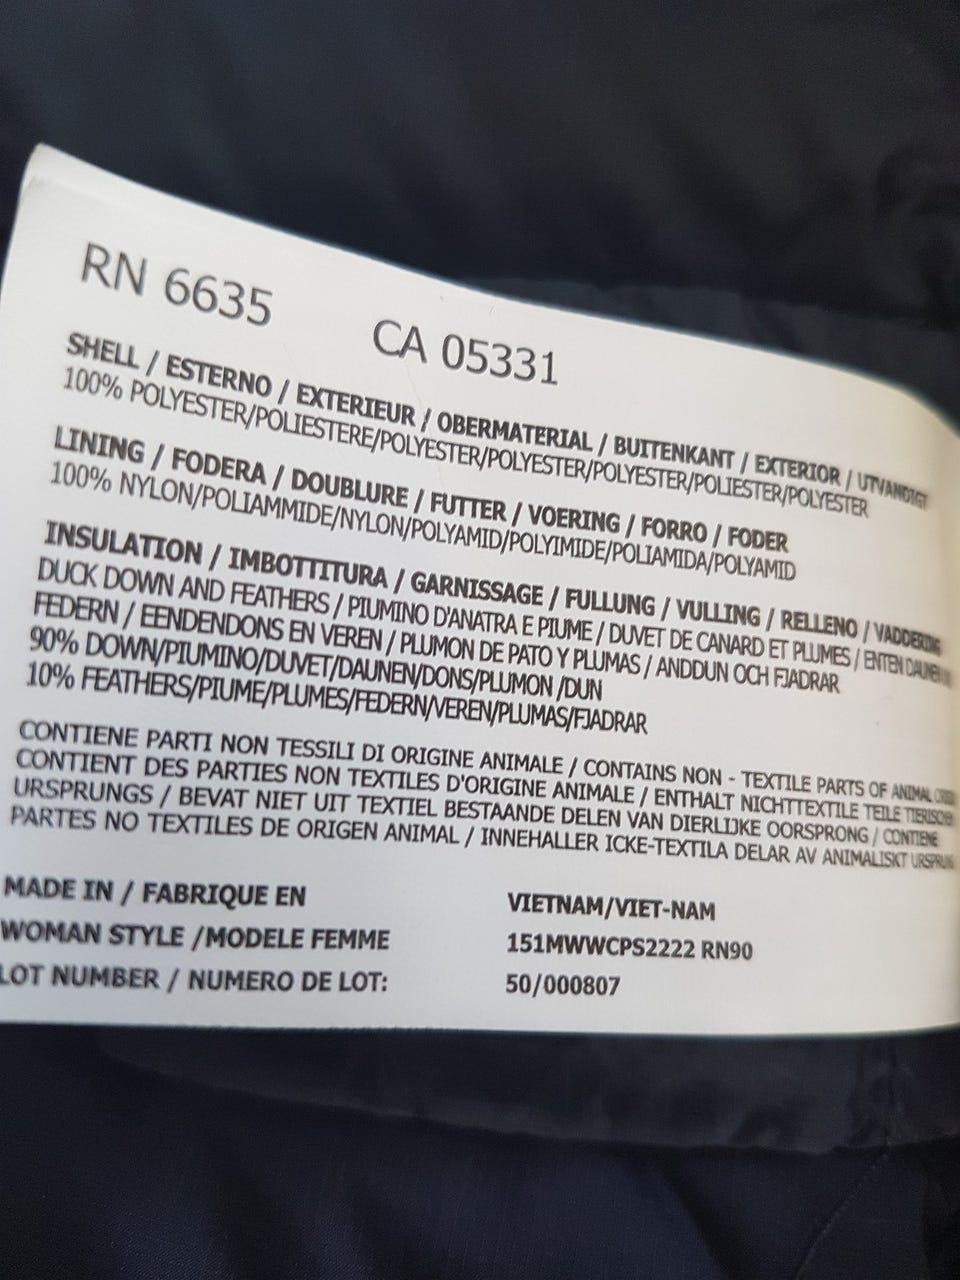 RN 6635 CA 05331
SHELL / ESTERNO / EXTERIEUR / OBERMATERIAL / BUITENKANT / EXTERIOR / UTVANDIGT
100% POLYESTER/POLIESTERE/POLYESTER/POLYESTER/POLYESTER/POLIESTER/POLYESTER
LINING / FODERA / DOUBLURE / FUTTER / VOERING / FORRO / FODER
100% NYLON/POLIAMMIDE/NYLON/POLYAMID/POLYIMIDE/POLIAMIDA/POLYAMID
INSULATION / IMBOTTITURA / GARNISSAGE / FULLUNG / VULLING / RELLENO / VADDERING
DUCK DOWN AND FEATHERS / PIUMINO D'ANATRA E PIUME / DUVET DE CANARD ET PLUMES / ENTEN DAUNEN
FEDERN / EENDENDONS EN VEREN / PLUMON DE PATO Y PLUMAS / ANDDUN OCH FJADRAR
90% DOWN/PIUMINO/DUVET/DAUNEN/DONS/PLUMON /DUN
10% FEATHERS/PIUME/PLUMES/FEDERN/VEREN/PLUMAS/FJADRAR
CONTIENE PARTI NON TESSILI DI ORIGINE ANIMALE / CONTAINS NON - TEXTILE PARTS OF ANIMAL
CONTIENT DES PARTIES NON TEXTILES D'ORIGINE ANIMALE / ENTHALT NICHTTEXTILE TEILE TIERISCHEN
URSPRUNGS / BEVAT NIET UIT TEXTIEL BESTAANDE DELEN VAN DIERLIJKE OORSPRONG / CONTIENE
PARTES NO TEXTILES DE ORIGEN ANIMAL / INNEHALLER ICKE-TEXTILA DELAR AV ANIMALISKT URSPRUNG
MADE IN / FABRIQUE EN VIETNAM/VIET-NAM
WOMAN STYLE /MODELE FEMME 151MWWCPS2222 RN90
LOT NUMBER / NUMERO DE LOT: 50/000807